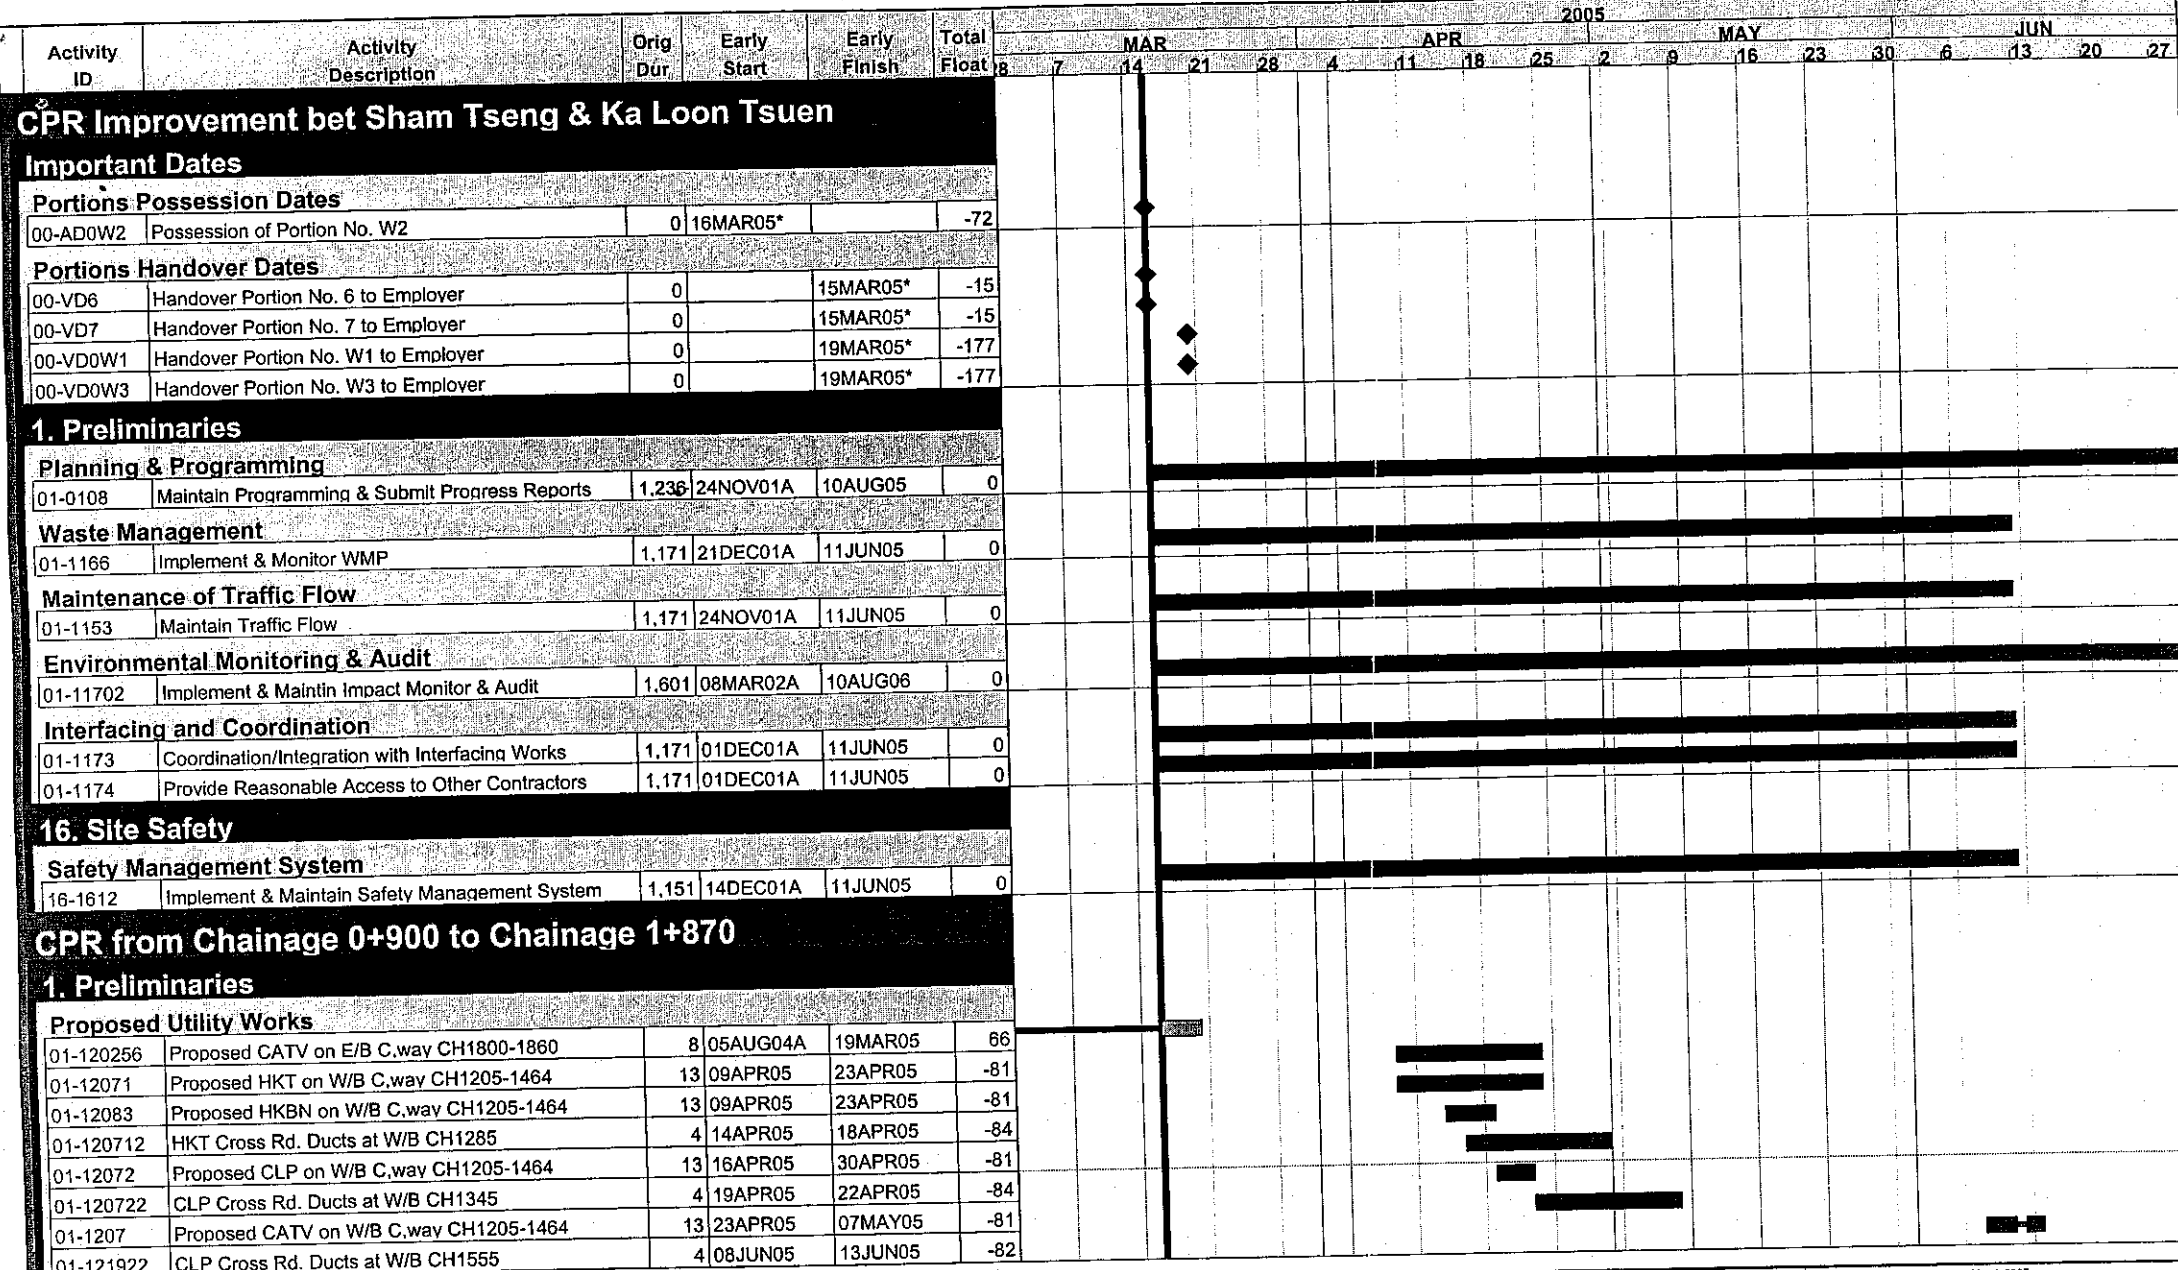 2005
Activity ID Activity Description Orig Dur Early Start Early Finish Total Float MAR APR MAY JUN
7 14 21 28 4 11 18 25 2 9 16 23 30 6 13 20 27
CPR Improvement bet Sham Tseng & Ka Loon Tsuen
Important Dates
Portions Possession Dates
00-AD0W2 Possession of Portion No. W2 0 16MAR05* -72
Portions Handover Dates
00-VD6 Handover Portion No. 6 to Employer 0 15MAR05* -15
00-VD7 Handover Portion No. 7 to Employer 0 15MAR05* -15
00-VD0W1 Handover Portion No. W1 to Employer 0 19MAR05* -177
00-VD0W3 Handover Portion No. W3 to Employer 0 19MAR05* -177
1. Preliminaries
Planning & Programming
01-0108 Maintain Programming & Submit Progress Reports 1,236 24NOV01A 10AUG05 0
Waste Management
01-1166 Implement & Monitor WMP 1,171 21DEC01A 11JUN05 0
Maintenance of Traffic Flow
01-1153 Maintain Traffic Flow 1,171 24NOV01A 11JUN05 0
Environmental Monitoring & Audit
01-11702 Implement & Maintin Impact Monitor & Audit 1,601 08MAR02A 10AUG06 0
Interfacing and Coordination
01-1173 Coordination/Integration with Interfacing Works 1,171 01DEC01A 11JUN05 0
01-1174 Provide Reasonable Access to Other Contractors 1,171 01DEC01A 11JUN05 0
16. Site Safety
Safety Management System
16-1612 Implement & Maintain Safety Management System 1,151 14DEC01A 11JUN05 0
CPR from Chainage 0+900 to Chainage 1+870
1. Preliminaries
Proposed Utility Works
01-120256 Proposed CATV on E/B C,way CH1800-1860 8 05AUG04A 19MAR05 66
01-12071 Proposed HKT on W/B C,way CH1205-1464 13 09APR05 23APR05 -81
01-12083 Proposed HKBN on W/B C,way CH1205-1464 13 09APR05 23APR05 -81
01-120712 HKT Cross Rd. Ducts at W/B CH1285 4 14APR05 18APR05 -84
01-12072 Proposed CLP on W/B C,way CH1205-1464 13 16APR05 30APR05 -81
01-120722 CLP Cross Rd. Ducts at W/B CH1345 4 19APR05 22APR05 -84
01-1207 Proposed CATV on W/B C,way CH1205-1464 13 23APR05 07MAY05 -81
01-121922 CLP Cross Rd. Ducts at W/B CH1555 4 08JUN05 13JUN05 -82